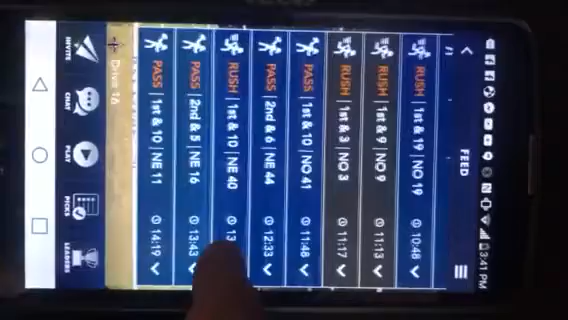 3:41 PM
FEED
RUSH | 1st & 19 | NO 19 10:48
RUSH | 1st & 9 | NO 9 11:13
RUSH | 1st & 3 | NO 3 11:17
PASS | 1st & 10 | NO 41 11:48
PASS | 2nd & 6 | NE 44 12:33
RUSH | 1st & 10 | NE 40 13
PASS | 2nd & 5 | NE 16 13:43
PASS | 1st & 10 | NE 11 14:19
Drive 16
INVITE CHAT PLAY PICKS LEADERS